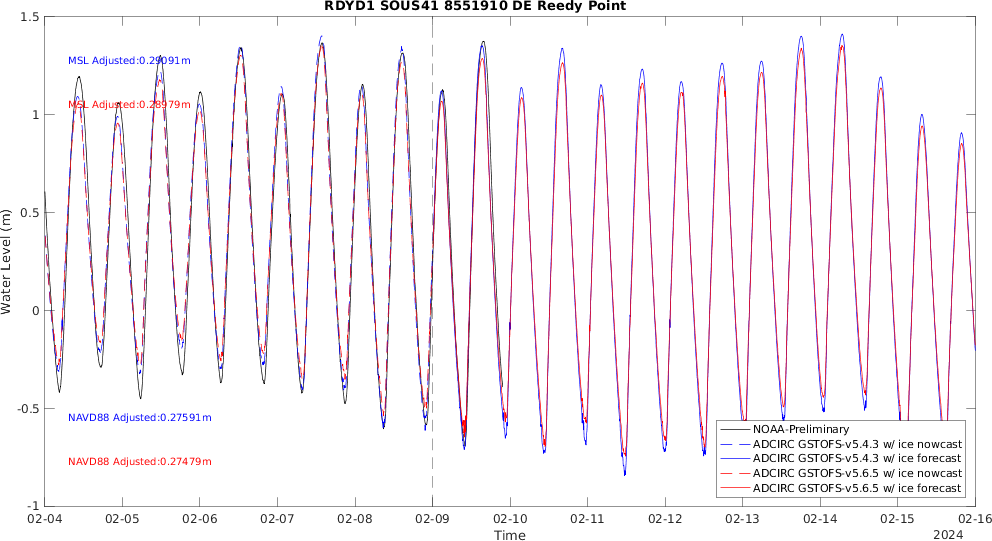 RDYD1 SOUS41 8551910 DE Reedy Point
1.5
1
0.5
0
-0.5
-1
Water Level (m)
MSL Adjusted:0.29091m
MSL Adjusted:0.28979m
NAVD88 Adjusted:0.27591m
NAVD88 Adjusted:0.27479m
NOAA-Preliminary
ADCIRC GSTOFS-v5.4.3 w/ ice nowcast
ADCIRC GSTOFS-v5.4.3 w/ ice forecast
ADCIRC GSTOFS-v5.6.5 w/ ice nowcast
ADCIRC GSTOFS-v5.6.5 w/ ice forecast
02-04 02-05 02-06 02-07 02-08 02-09 02-10 02-11 02-12 02-13 02-14 02-15 02-16
Time
2024